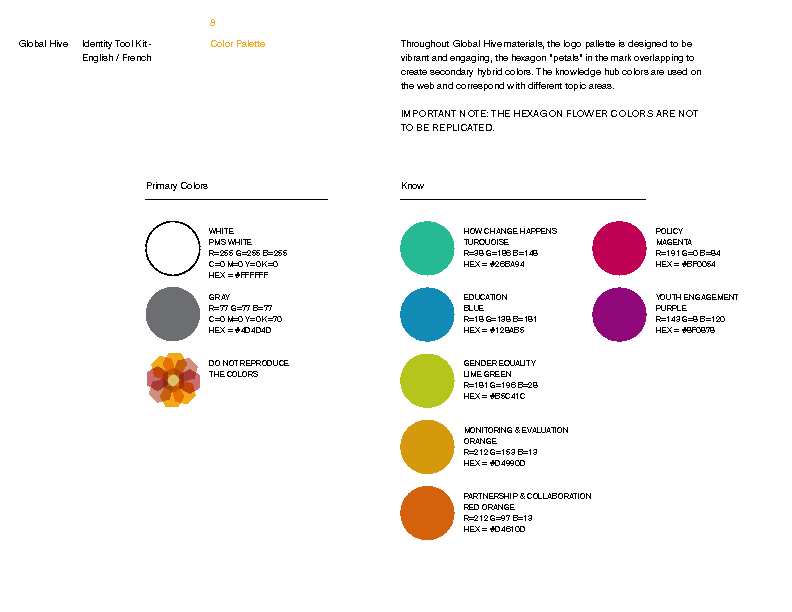 8
Global Hive
Identity Tool Kit -
English / French
Color Palette
Throughout Global Hive materials, the logo pallette is designed to be
vibrant and engaging, the hexagon "petals" in the mark overlapping to
create secondary hybrid colors. The knowledge hub colors are used on
the web and correspond with different topic areas.
IMPORTANT NOTE: THE HEXAGON FLOWER COLORS ARE NOT
TO BE REPLICATED.
Primary Colors
WHITE
PMS WHITE
R=255 G=255 B=255
C=0 M=0 Y=0 K=0
HEX = #FFFFFF
GRAY
R=77 G=77 B=77
C=0 M=0 Y=0 K=70
HEX = #4D4D4D
DO NOT REPRODUCE
THE COLORS
Know
HOW CHANGE HAPPENS
TURQUOISE
R=38 G=186 B=148
HEX = #26BA94
EDUCATION
BLUE
R=18 G=138 B=181
HEX = #128AB5
GENDER EQUALITY
LIME GREEN
R=181 G=196 B=28
HEX = #B5C41C
MONITORING & EVALUATION
ORANGE
R=212 G=153 B=13
HEX = #D4990D
PARTNERSHIP & COLLABORATION
RED ORANGE
R=212 G=97 B=13
HEX = #D4610D
POLICY
MAGENTA
R=191 G=0 B=84
HEX = #BF0054
YOUTH ENGAGEMENT
PURPLE
R=143 G=8 B=120
HEX = #8F0878